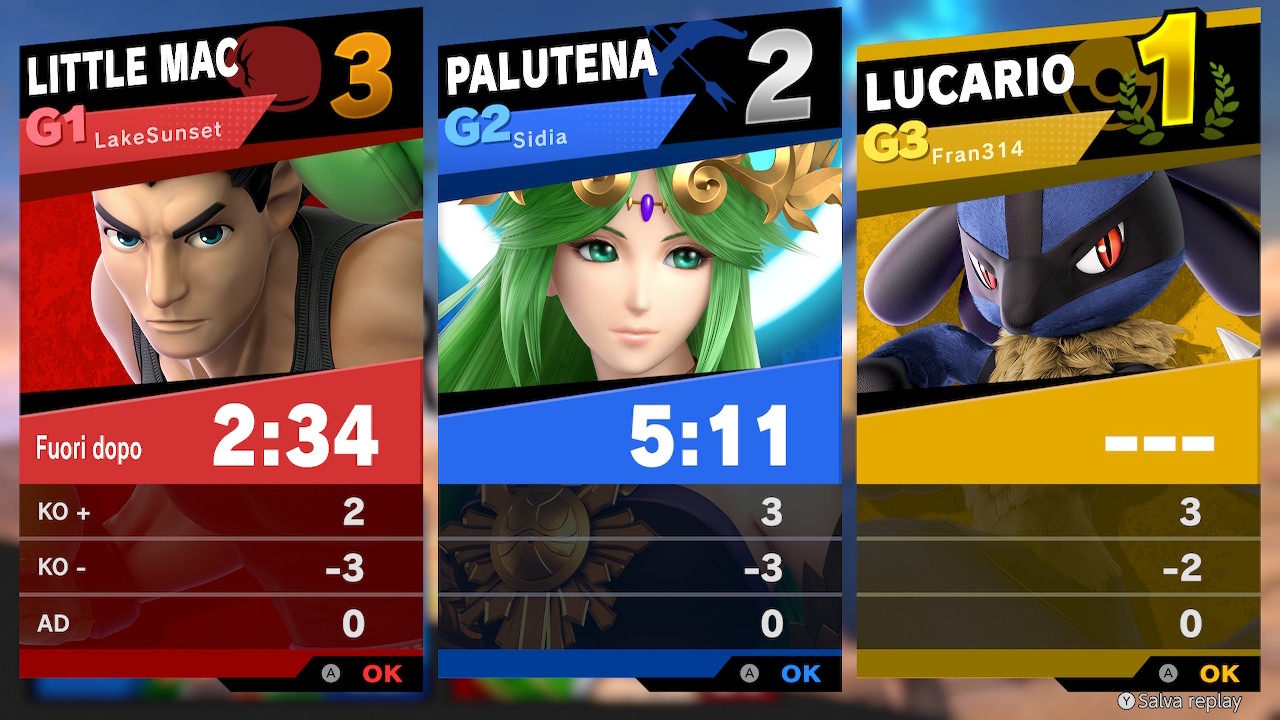 LITTLE MAC 3
G1 LakeSunset
Fuori dopo 2:34
KO + 2
KO - -3
AD 0
A OK
PALUTENA 2
G2 Sidia
5:11
3
-3
0
A OK
LUCARIO 1
G3 Fran314
---
3
-2
0
A OK
Y Salva replay